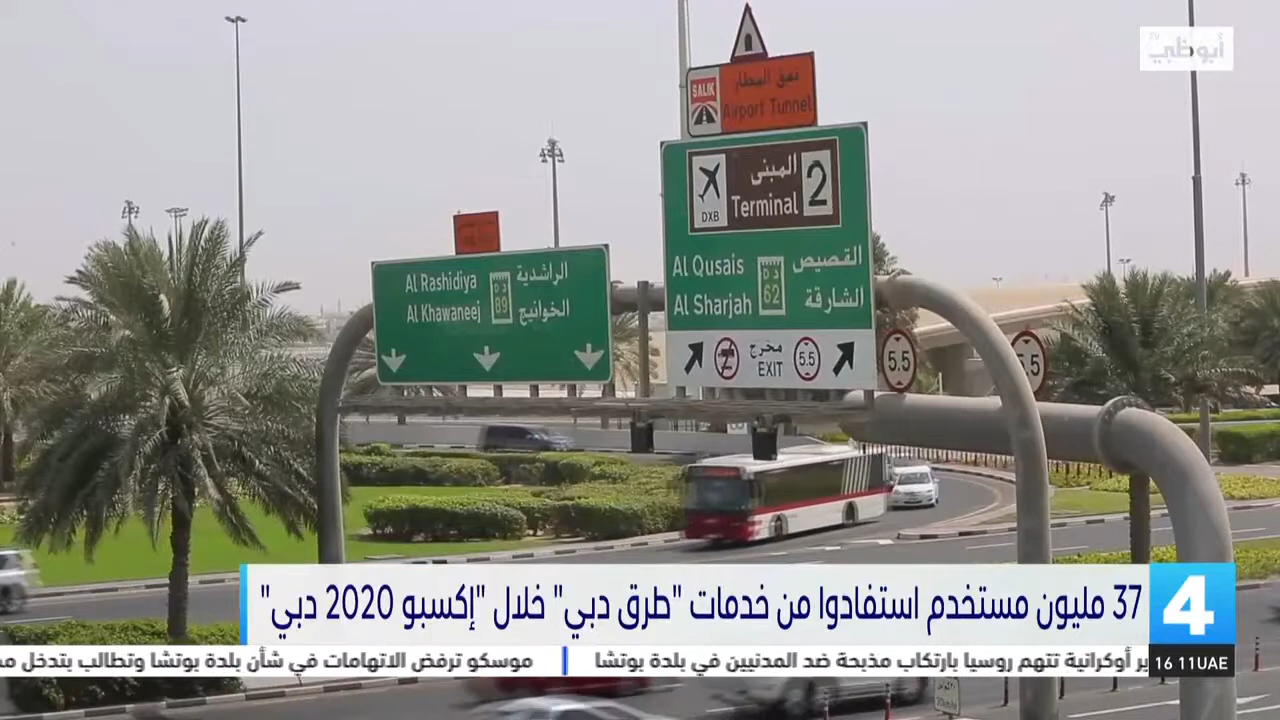 أبوظبي TV
SALIK
نفق المطار
Airport Tunnel
DXB
المبنى
Terminal
2
Al Qusais
القصيص
Al Sharjah
الشارقة
د د
62
مخرج
EXIT
5.5
5.5
5.5
Al Rashidiya
الراشدية
Al Khawaneej
الخوانيج
د د
89
37 مليون مستخدم استفادوا من خدمات "طرق دبي" خلال "إكسبو 2020 دبي"
4
أوكرانية تتهم روسيا بارتكاب مذبحة ضد المدنيين في بلدة بوتشا | موسكو ترفض الاتهامات في شأن بلدة بوتشا وتطالب بتدخل
16 11UAE